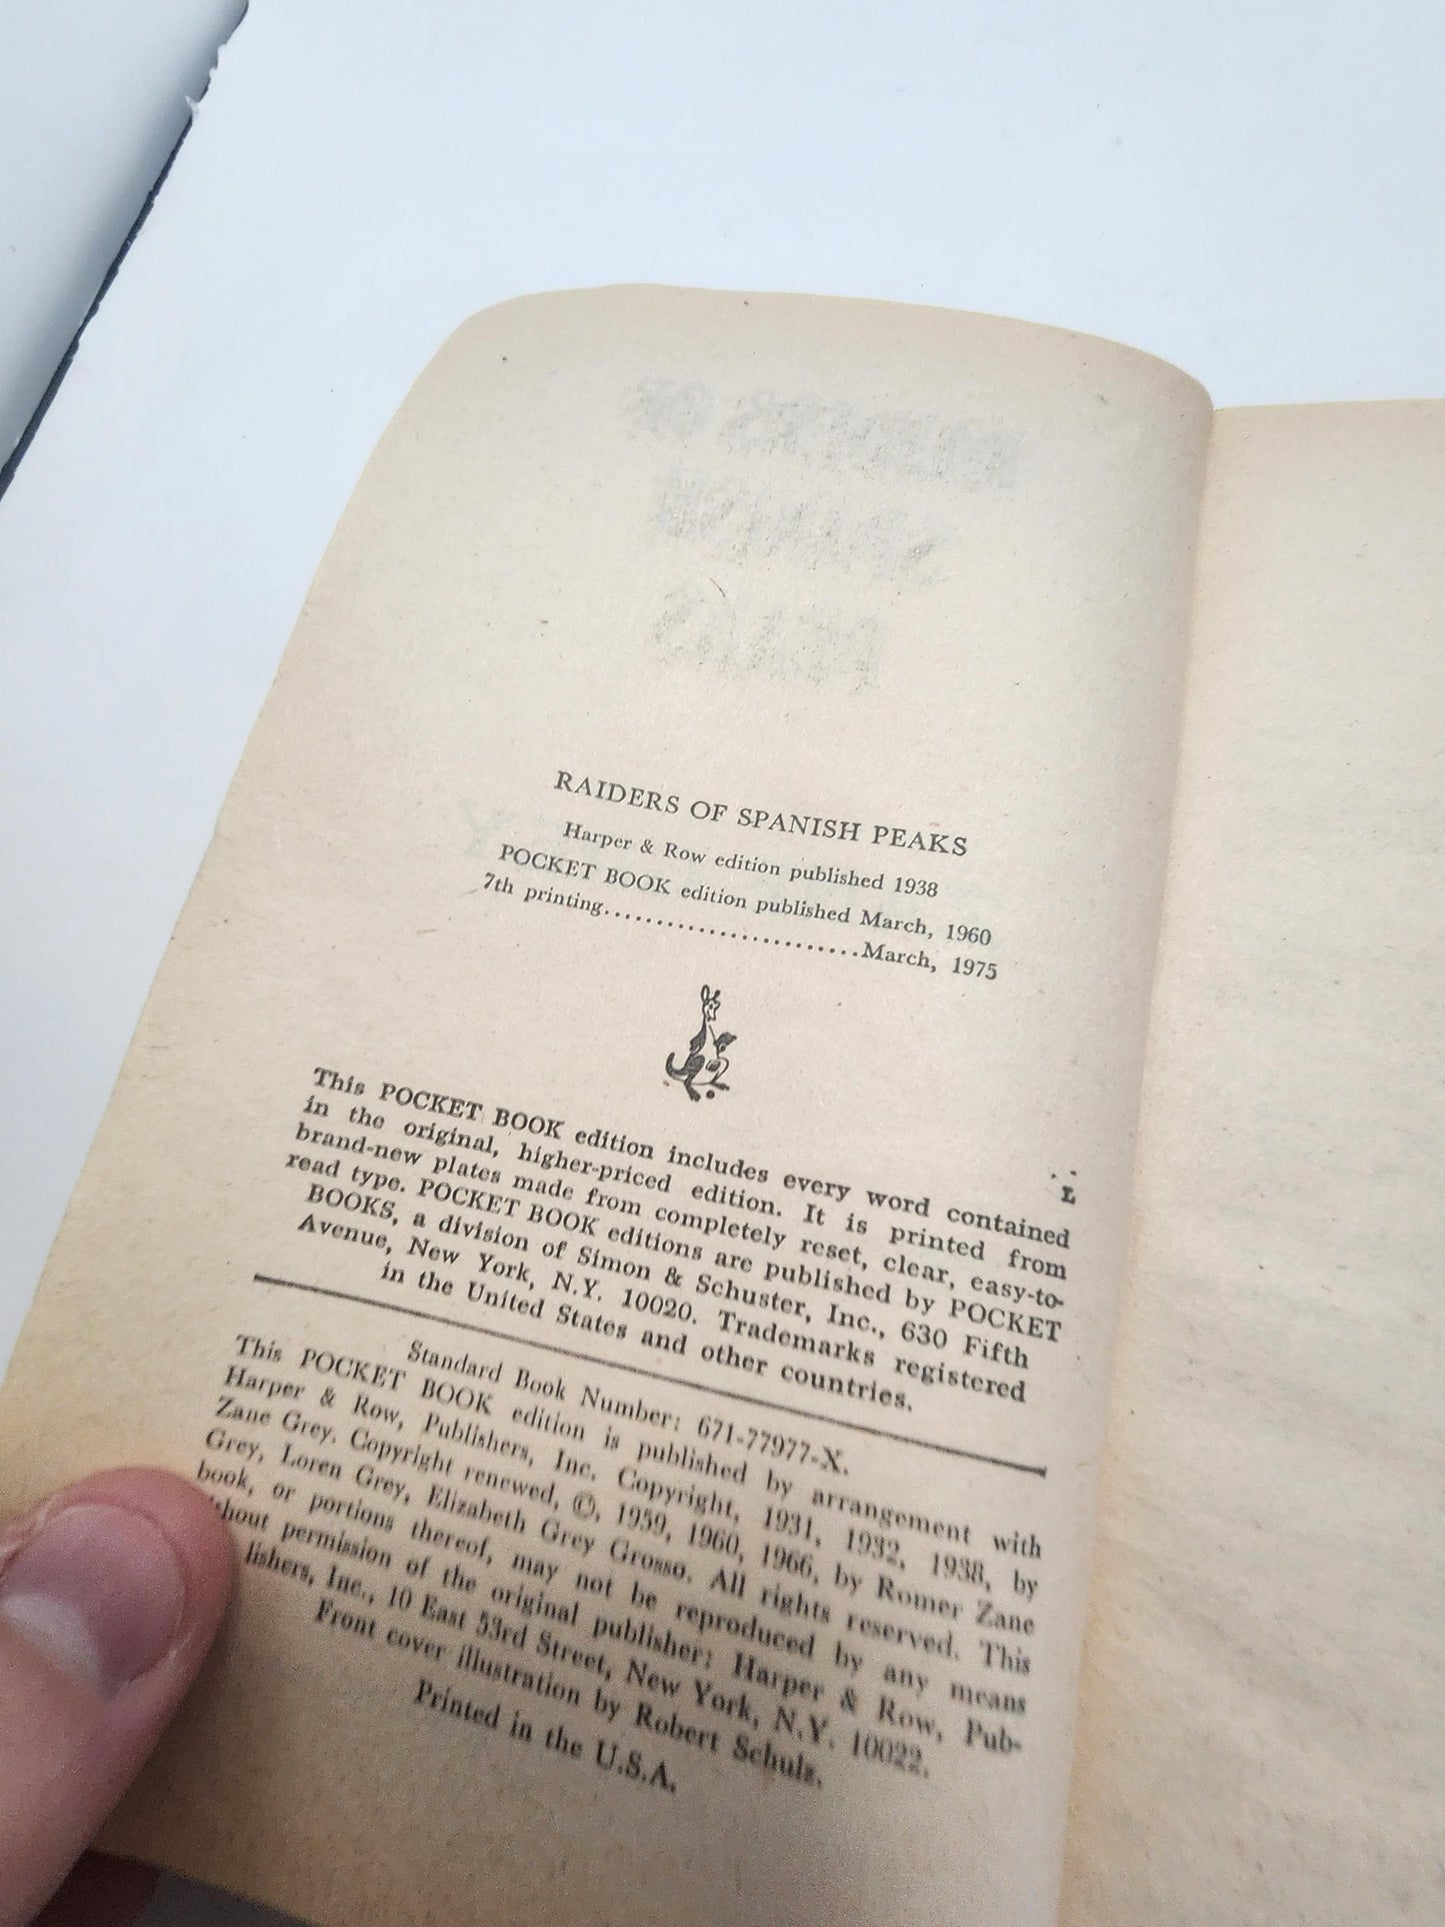 RAIDERS OF SPANISH PEAKS
Harper & Row edition published 1938
POCKET BOOK edition published March, 1960
7th printing........................March, 1975
L
This POCKET BOOK edition includes every word contained
in the original, higher-priced edition. It is printed from
brand-new plates made from completely reset, clear, easy-to-
read type. POCKET BOOK editions are published by POCKET
BOOKS, a division of Simon & Schuster, Inc., 630 Fifth
Avenue, New York, N.Y. 10020. Trademarks registered
in the United States and other countries.
Standard Book Number: 671-77977-X.
This POCKET BOOK edition is published by arrangement with
Harper & Row, Publishers, Inc. Copyright, 1931, 1932, 1938, by
Zane Grey. Copyright renewed, ©, 1959, 1960, 1966, by Romer Zane
Grey, Loren Grey, Elizabeth Grey Grosso. All rights reserved. This
book, or portions thereof, may not be reproduced by any means
thout permission of the original publisher: Harper & Row, Pub-
lishers, Inc., 10 East 53rd Street, New York, N.Y. 10022.
Front cover illustration by Robert Schulz.
Printed in the U.S.A.